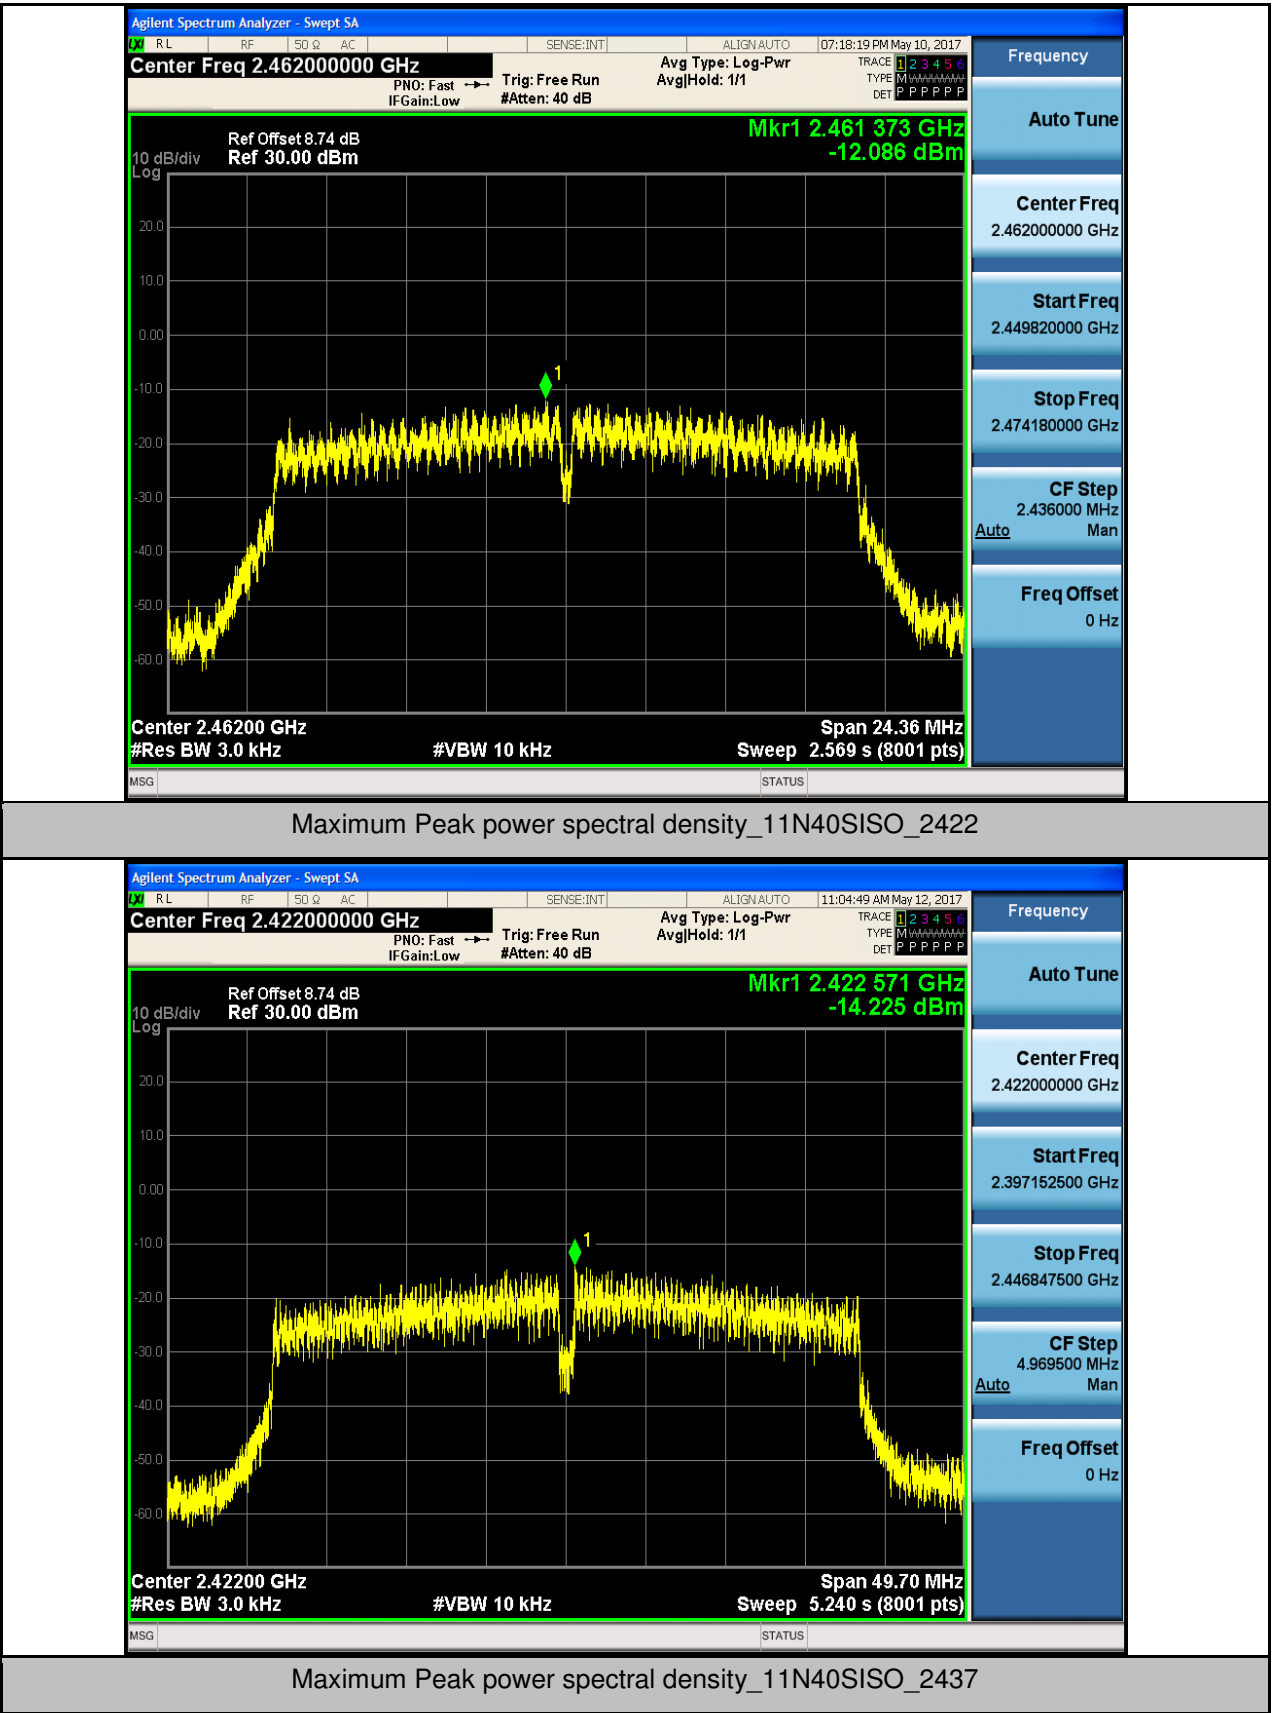 Agilent Spectrum Analyzer - Swept SA
LXI RL RF 50 Ω AC SENSE:INT ALIGNAUTO 07:18:19 PM May 10, 2017
Center Freq 2.462000000 GHz
PNO: Fast
IFGain:Low
Trig: Free Run
#Atten: 40 dB
Avg Type: Log-Pwr
Avg|Hold: 1/1
TRACE 1 2 3 4 5 6
TYPE M
DET P P P P P P
Mkr1 2.461 373 GHz
-12.086 dBm
Ref Offset 8.74 dB
10 dB/div Ref 30.00 dBm
Log
20.0
10.0
0.00
-10.0
-20.0
-30.0
-40.0
-50.0
-60.0
1
Center 2.46200 GHz Span 24.36 MHz
#Res BW 3.0 kHz #VBW 10 kHz Sweep 2.569 s (8001 pts)
MSG STATUS
Frequency
Auto Tune
Center Freq
2.462000000 GHz
Start Freq
2.449820000 GHz
Stop Freq
2.474180000 GHz
CF Step
2.436000 MHz
Auto Man
Freq Offset
0 Hz
Maximum Peak power spectral density_11N40SISO_2422
Agilent Spectrum Analyzer - Swept SA
LXI RL RF 50 Ω AC SENSE:INT ALIGNAUTO 11:04:49 AM May 12, 2017
Center Freq 2.422000000 GHz
PNO: Fast
IFGain:Low
Trig: Free Run
#Atten: 40 dB
Avg Type: Log-Pwr
Avg|Hold: 1/1
TRACE 1 2 3 4 5 6
TYPE M
DET P P P P P P
Mkr1 2.422 571 GHz
-14.225 dBm
Ref Offset 8.74 dB
10 dB/div Ref 30.00 dBm
Log
20.0
10.0
0.00
-10.0
-20.0
-30.0
-40.0
-50.0
-60.0
1
Center 2.42200 GHz Span 49.70 MHz
#Res BW 3.0 kHz #VBW 10 kHz Sweep 5.240 s (8001 pts)
MSG STATUS
Frequency
Auto Tune
Center Freq
2.422000000 GHz
Start Freq
2.397152500 GHz
Stop Freq
2.446847500 GHz
CF Step
4.969500 MHz
Auto Man
Freq Offset
0 Hz
Maximum Peak power spectral density_11N40SISO_2437